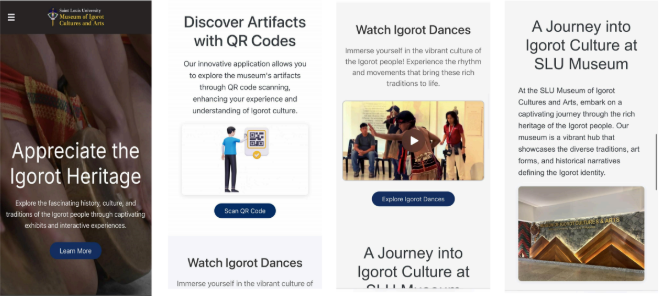 Saint Louis University
Museum of Igorot
Cultures and Arts
Appreciate the
Igorot Heritage
Explore the fascinating history, culture, and
traditions of the Igorot people through captivating
exhibits and interactive experiences.
Learn More
Discover Artifacts
with QR Codes
Our innovative application allows you
to explore the museum's artifacts
through QR code scanning,
enhancing your experience and
understanding of Igorot culture.
Scan QR Code
Watch Igorot Dances
Immerse yourself in the vibrant culture of
Watch Igorot Dances
Immerse yourself in the vibrant culture of
the Igorot people! Experience the rhythm
and movements that bring these rich
traditions to life.
Explore Igorot Dances
A Journey into
Igorot Culture at
SLU Museum
A Journey into
Igorot Culture at
SLU Museum
At the SLU Museum of Igorot
Cultures and Arts, embark on a
captivating journey through the rich
heritage of the Igorot people. Our
museum is a vibrant hub that
showcases the diverse traditions, art
forms, and historical narratives
defining the Igorot identity.